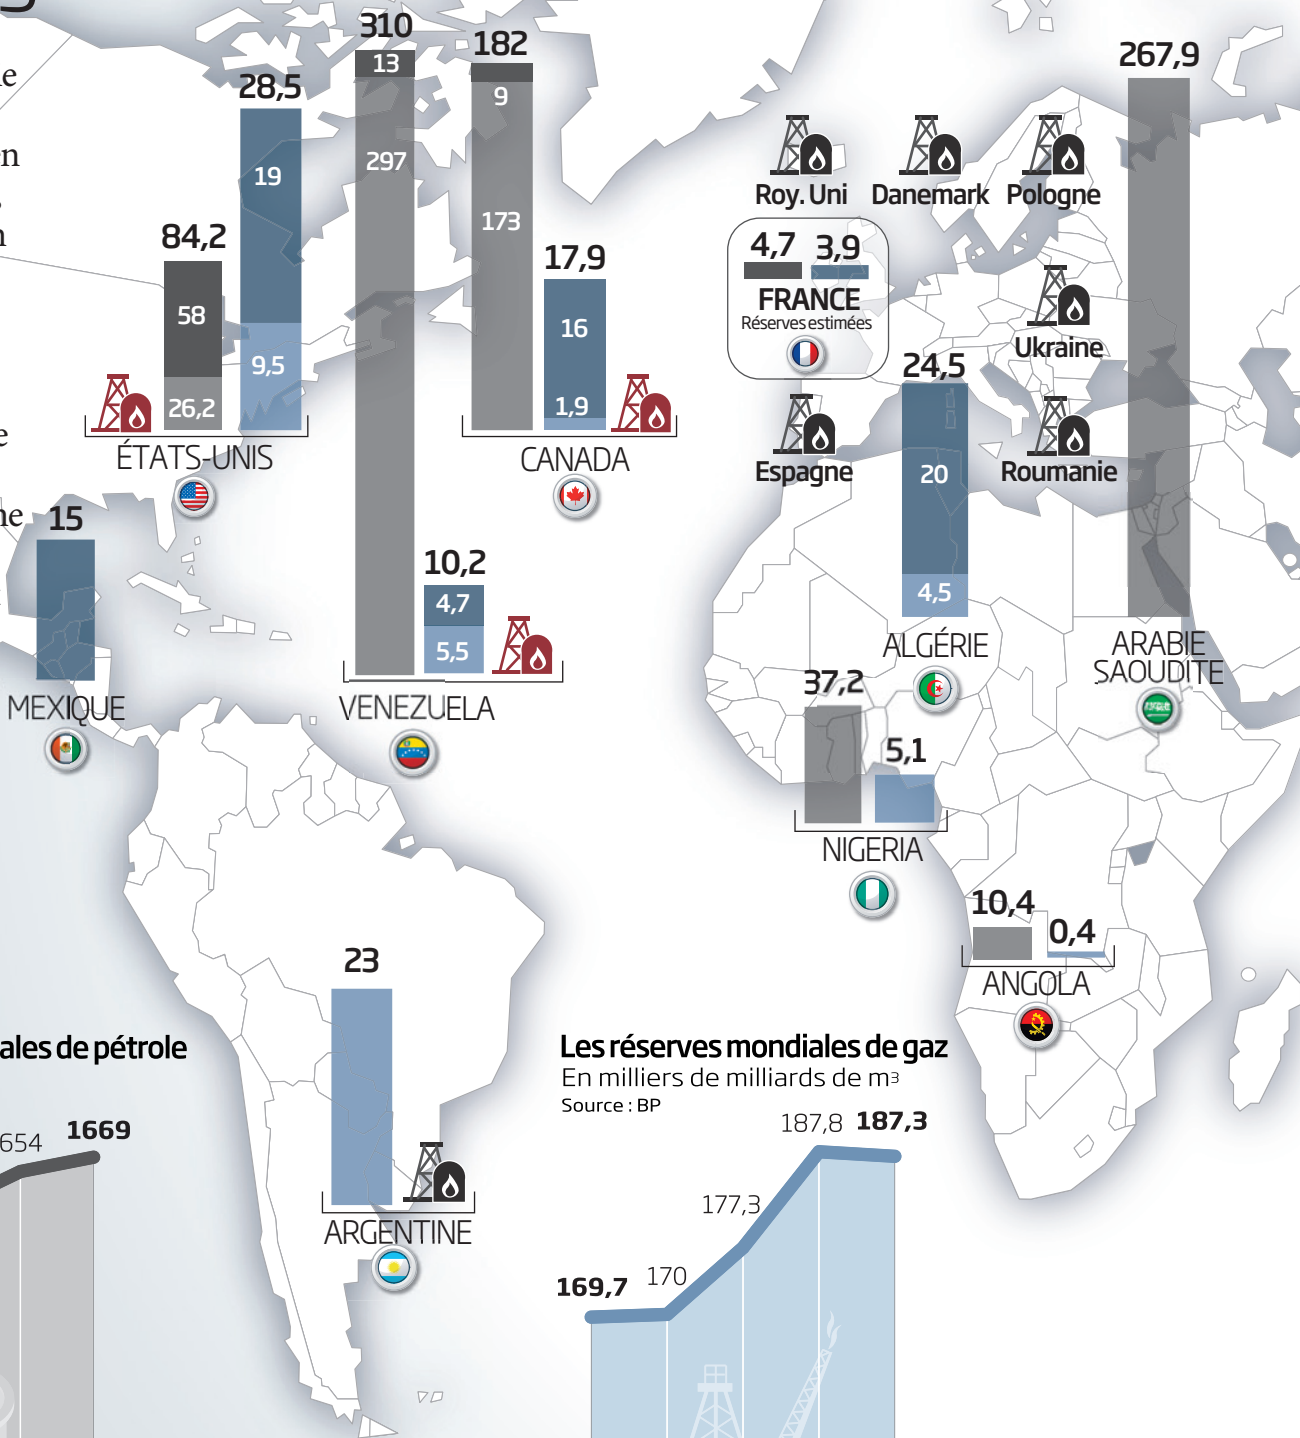 310
13
297
182
9
173
267,9
28,5
19
9,5
84,2
58
26,2
17,9
16
1,9
ÉTATS-UNIS
CANADA
Roy. Uni
Danemark
Pologne
4,7
3,9
FRANCE
Réserves estimées
Ukraine
24,5
20
4,5
Espagne
Roumanie
15
MEXIQUE
10,2
4,7
5,5
VENEZUELA
ALGÉRIE
ARABIE
SAOUDITE
37,2
5,1
NIGERIA
10,4
0,4
ANGOLA
23
ARGENTINE
ales de pétrole
654
1669
Les réserves mondiales de gaz
En milliers de milliards de m3
Source : BP
169,7
170
177,3
187,8
187,3